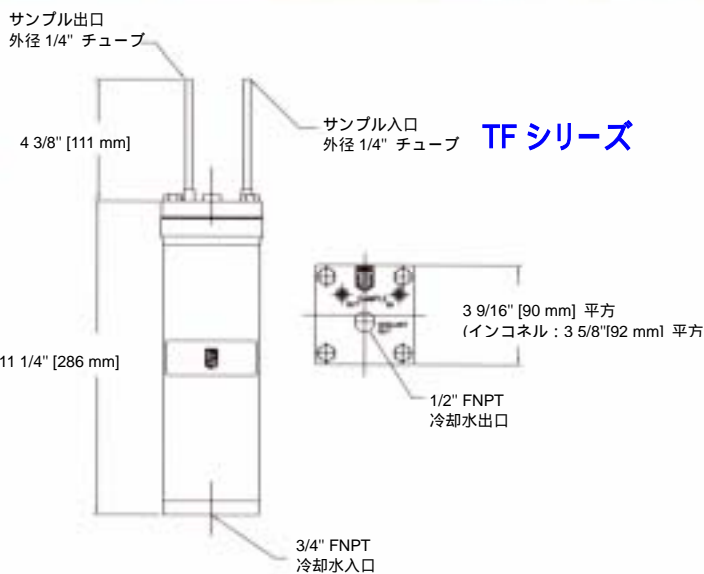 サンプル出口
外径 1/4" チューブ
4 3/8" [111 mm]
サンプル入口
外径 1/4" チューブ
TF シリーズ
3 9/16" [90 mm] 平方
(インコネル : 3 5/8"[92 mm] 平方
11 1/4" [286 mm]
1/2" FNPT
冷却水出口
3/4" FNPT
冷却水入口